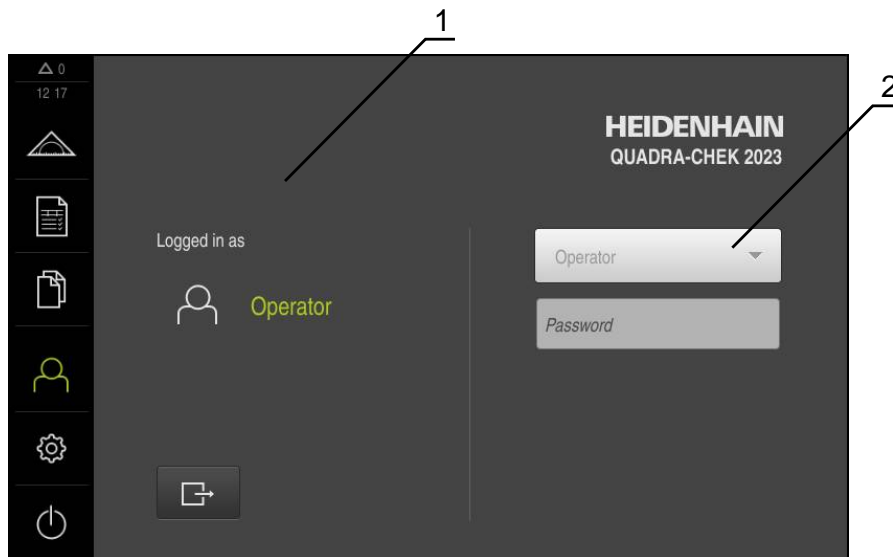 1
2
△ 0
12 17
HEIDENHAIN
QUADRA-CHEK 2023
Logged in as
Operator
Operator
Password